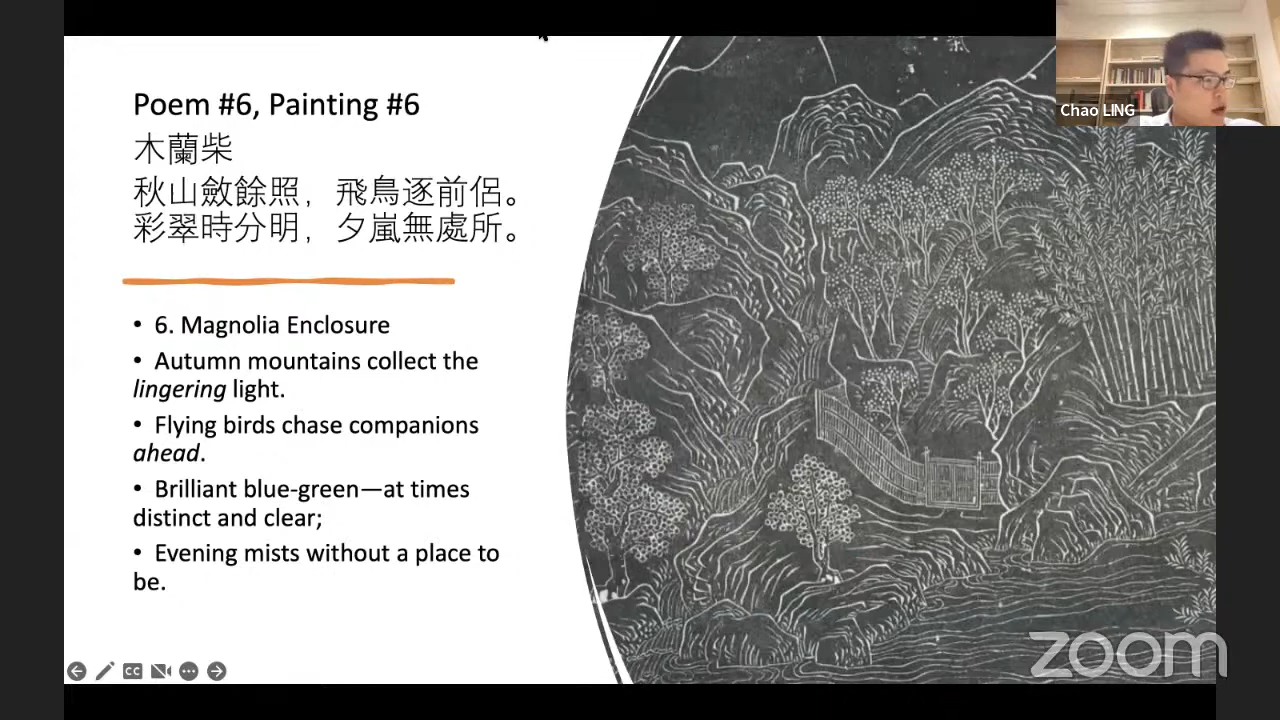 Poem #6, Painting #6
木蘭柴
秋山斂餘照，飛鳥逐前侶。
彩翠時分明，夕嵐無處所。
• 6. Magnolia Enclosure
• Autumn mountains collect the
lingering light.
• Flying birds chase companions
ahead.
• Brilliant blue-green—at times
distinct and clear;
• Evening mists without a place to
be.
CC
Chao LING
zoom